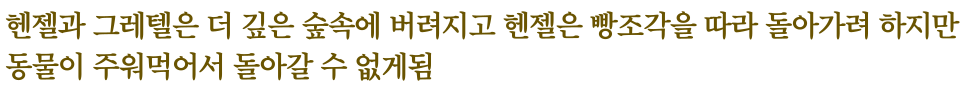 헨젤과 그레텔은 더 깊은 숲속에 버려지고 헨젤은 빵조각을 따라 돌아가려 하지만
동물이 주워먹어서 돌아갈 수 없게됨